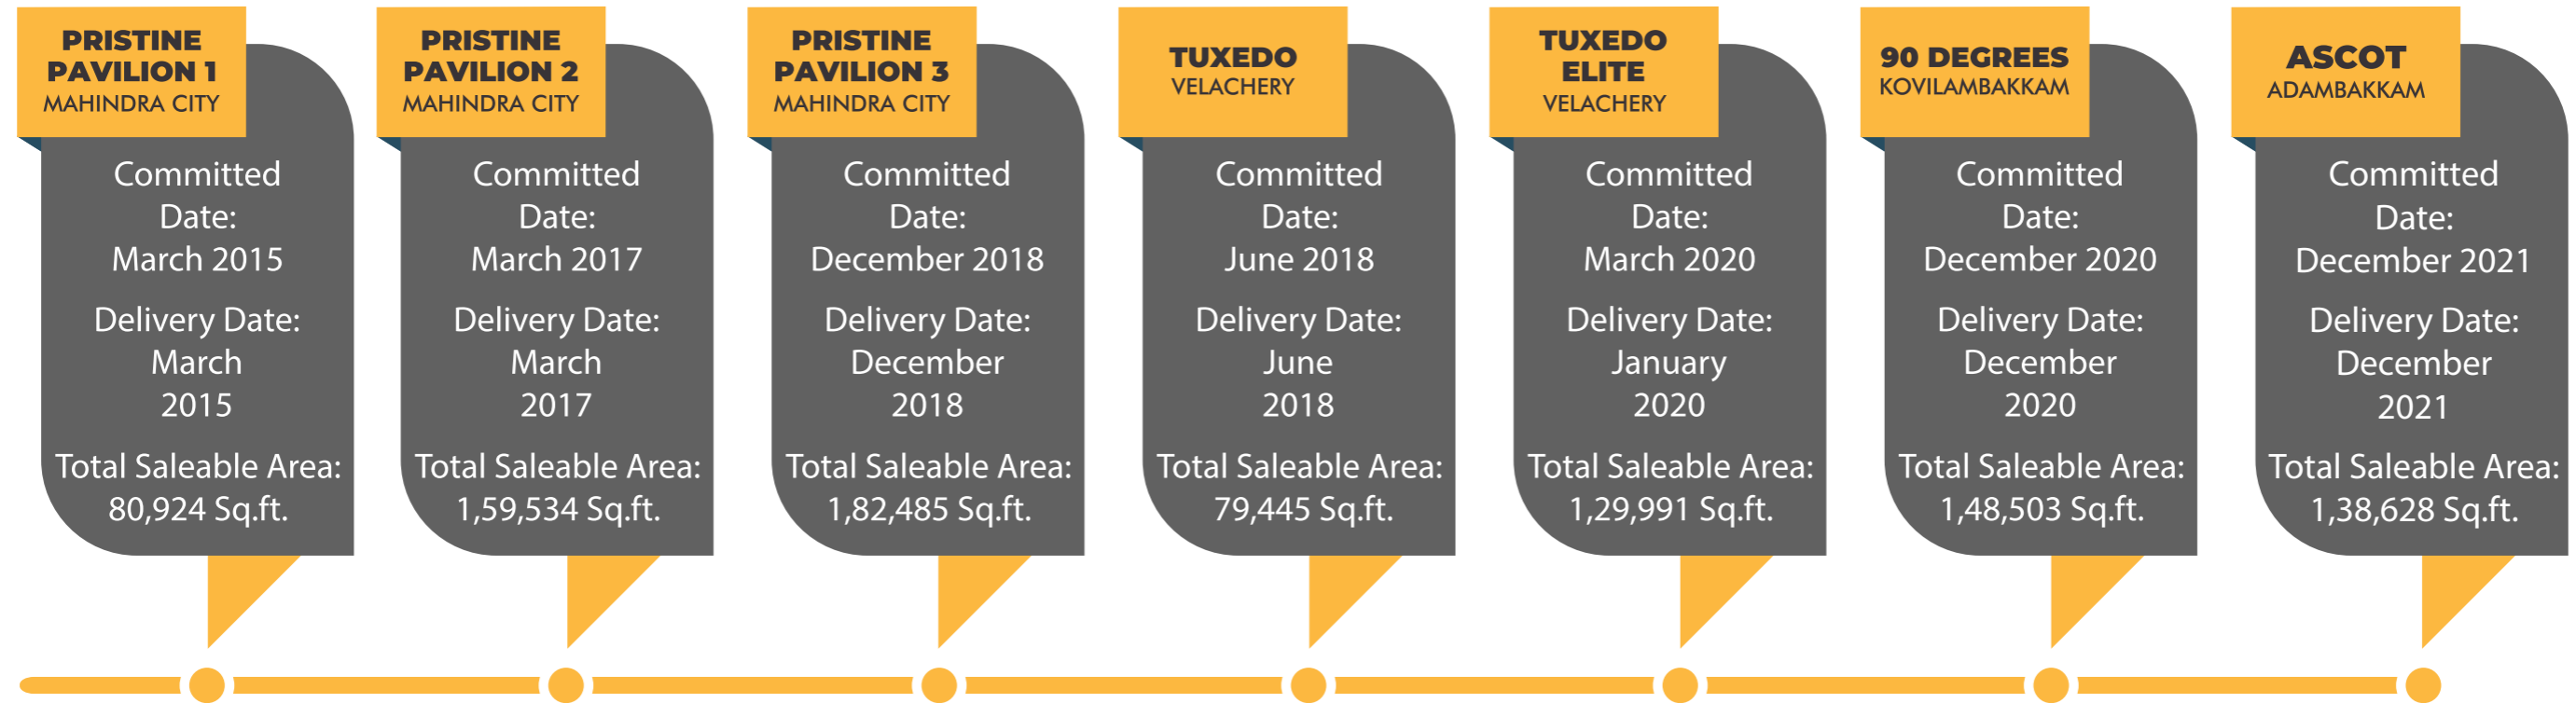 PRISTINE
PAVILION 1
MAHINDRA CITY
Committed
Date:
March 2015
Delivery Date:
March
2015
Total Saleable Area:
80,924 Sq.ft.
PRISTINE
PAVILION 2
MAHINDRA CITY
Committed
Date:
March 2017
Delivery Date:
March
2017
Total Saleable Area:
1,59,534 Sq.ft.
PRISTINE
PAVILION 3
MAHINDRA CITY
Committed
Date:
December 2018
Delivery Date:
December
2018
Total Saleable Area:
1,82,485 Sq.ft.
TUXEDO
VELACHERY
Committed
Date:
June 2018
Delivery Date:
June
2018
Total Saleable Area:
79,445 Sq.ft.
TUXEDO
ELITE
VELACHERY
Committed
Date:
March 2020
Delivery Date:
January
2020
Total Saleable Area:
1,29,991 Sq.ft.
90 DEGREES
KOVILAMBAKKAM
Committed
Date:
December 2020
Delivery Date:
December
2020
Total Saleable Area:
1,48,503 Sq.ft.
ASCOT
ADAMBAKKAM
Committed
Date:
December 2021
Delivery Date:
December
2021
Total Saleable Area:
1,38,628 Sq.ft.